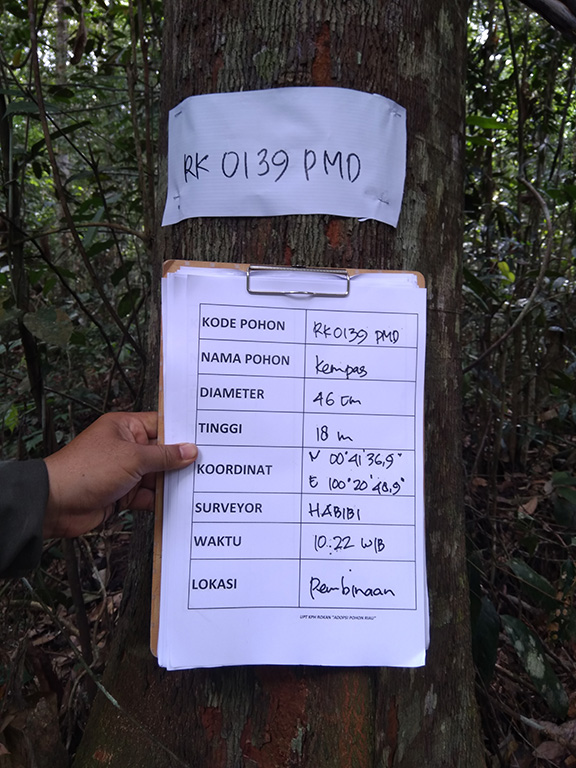 RK 0139 PMD
KODE POHON RK0139 PMD
NAMA POHON Kempas
DIAMETER 46 cm
TINGGI 18 m
KOORDINAT N 00°41'36,9"
E 100°20'48,9"
SURVEYOR HABIBI
WAKTU 10:22 WIB
LOKASI Pembinaan
UPT KPH ROKAN "ADOPSI POHON RIAU"